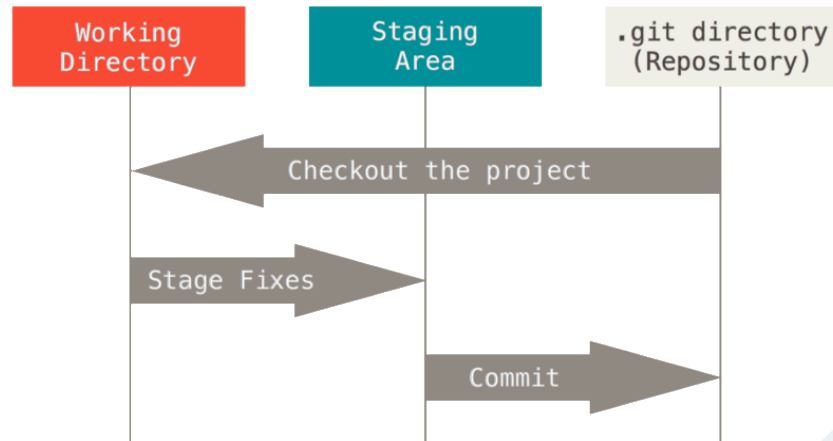 Working
Directory
Staging
Area
.git directory
(Repository)
Checkout the project
Stage Fixes
Commit